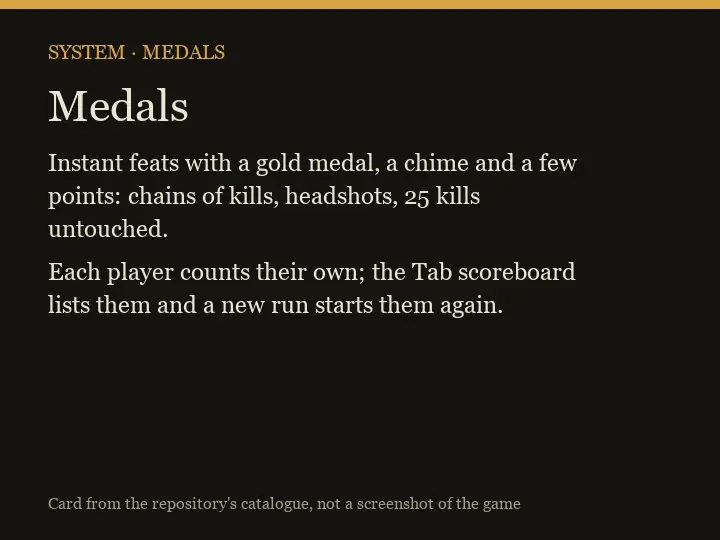 SYSTEM · MEDALS
Medals
Instant feats with a gold medal, a chime and a few
points: chains of kills, headshots, 25 kills
untouched.
Each player counts their own; the Tab scoreboard
lists them and a new run starts them again.
Card from the repository's catalogue, not a screenshot of the game